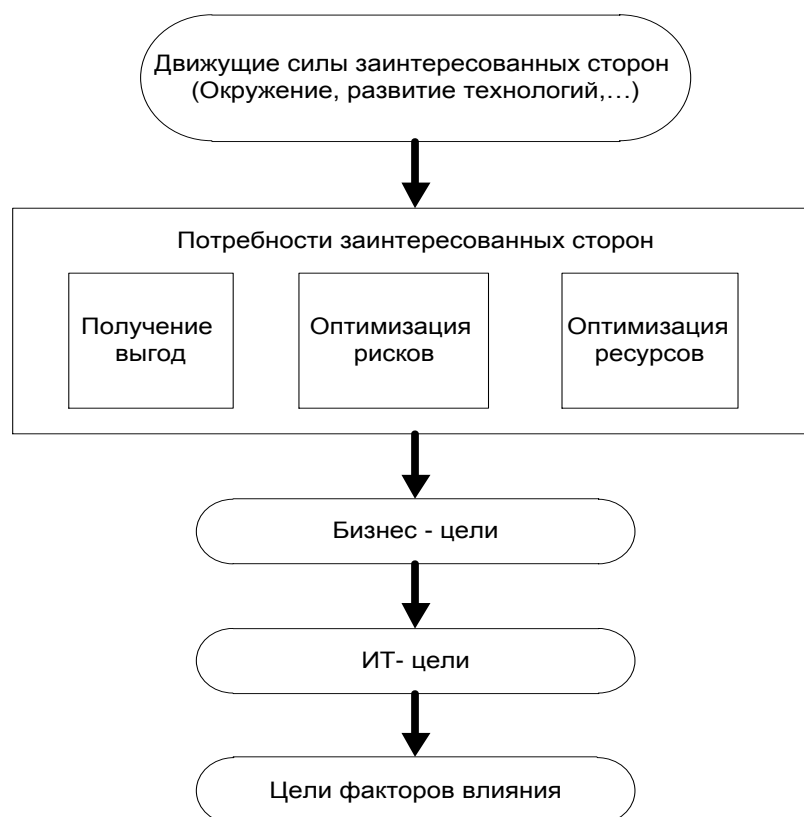 Движущие силы заинтересованных сторон
(Окружение, развитие технологий,...)
Потребности заинтересованных сторон
Получение
выгод
Оптимизация
рисков
Оптимизация
ресурсов
Бизнес - цели
ИТ- цели
Цели факторов влияния